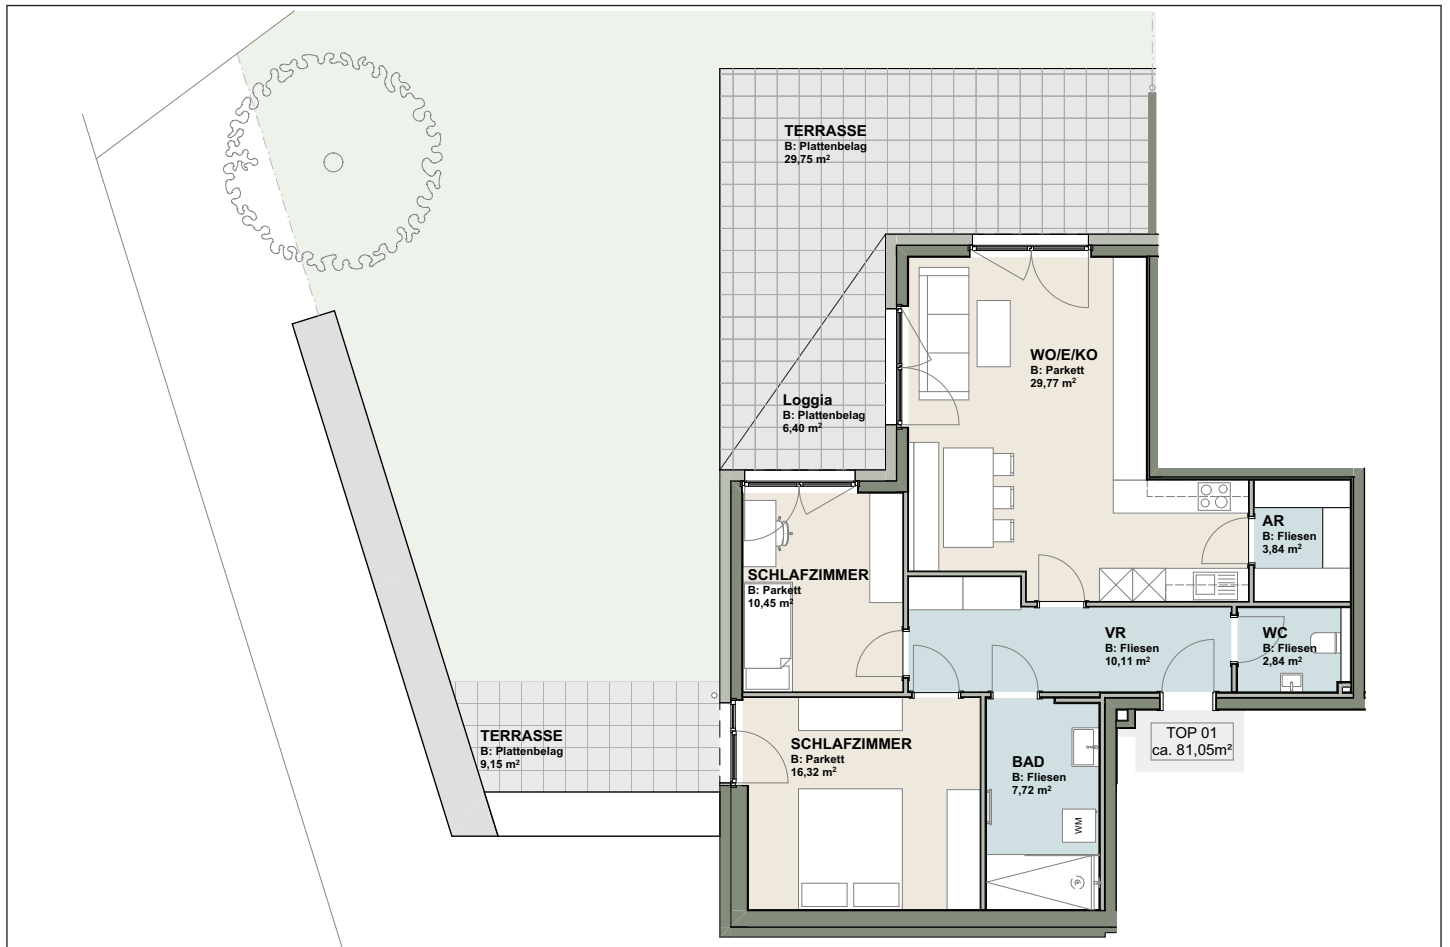 TERRASSE
B: Plattenbelag
29,75 m²
WO/E/KO
B: Parkett
29,77 m²
Loggia
B: Plattenbelag
6,40 m²
AR
B: Fliesen
3,84 m²
SCHLAFZIMMER
B: Parkett
10,45 m²
VR
B: Fliesen
10,11 m²
WC
B: Fliesen
2,84 m²
TERRASSE
B: Plattenbelag
9,15 m²
SCHLAFZIMMER
B: Parkett
16,32 m²
BAD
B: Fliesen
7,72 m²
WM
TOP 01
ca. 81,05m²